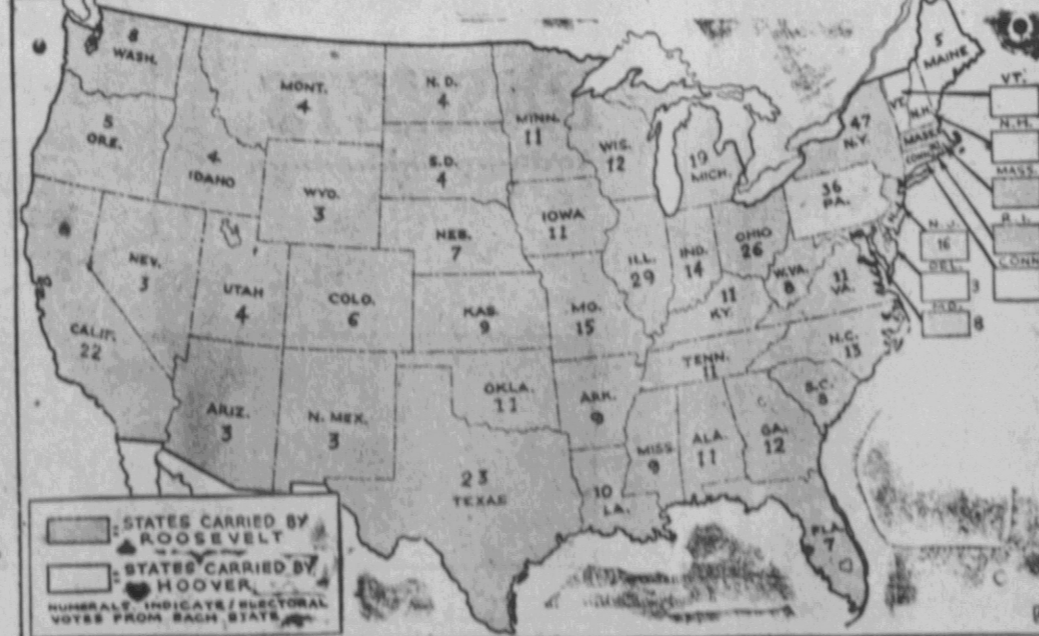 8
WASH.
5
ORE.
4
IDAHO
MONT.
4
N. D.
4
S.D.
4
WYO.
3
NEB.
7
NEV.
3
UTAH
4
COLO.
6
KAS.
9
CALIF.
22
ARIZ.
3
N. MEX.
3
OKLA.
11
23
TEXAS
MINN.
11
IOWA
11
MO.
15
ARK.
9
10
LA.
WIS.
12
ILL.
29
19
MICH.
IND.
14
OHIO
26
11
KY.
TENN.
11
MISS.
9
ALA.
11
GA.
12
FLA.
7
S.C.
8
N.C.
13
11
VA.
W.VA.
8
36
PA.
47
N.Y.
5
MAINE
VT.
N.H.
MASS.
CONN.
VT.
N.H.
MASS.
R. I.
CONN
N. J.
16
DEL.
3
MD.
8
STATES CARRIED BY
ROOSEVELT
STATES CARRIED BY
HOOVER
NUMERALS INDICATE ELECTORAL
VOTES FROM EACH STATE